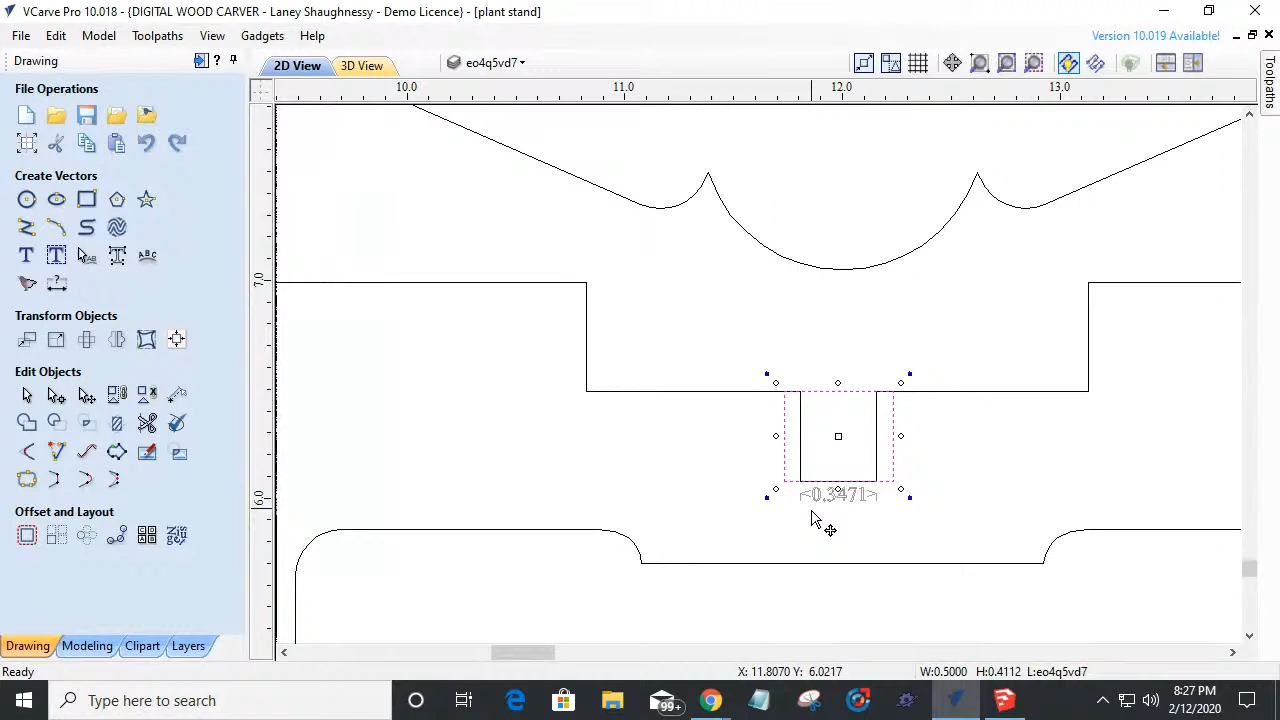 VCarve Pro 10.018 - {DIGITAL WOOD CARVER - Laney Shaughnessy - Demo Licence} - [plant stand]
File Edit Model Toolpaths View Gadgets Help Version 10.019 Available!
Drawing ? 2D View 3D View eo4q5vd7
Toolpaths
File Operations
10.0 11.0 12.0 13.0
Create Vectors
T T ABC
7.0
Transform Objects
Edit Objects
<0.3471>
6.0
Offset and Layout
Drawing Modeling Clipart Layers
Ready X: 11.8070 Y: 6.0217 W:0.5000 H:0.4112 L:eo4q5vd7
Type here to search 99+ 8:27 PM
2/12/2020